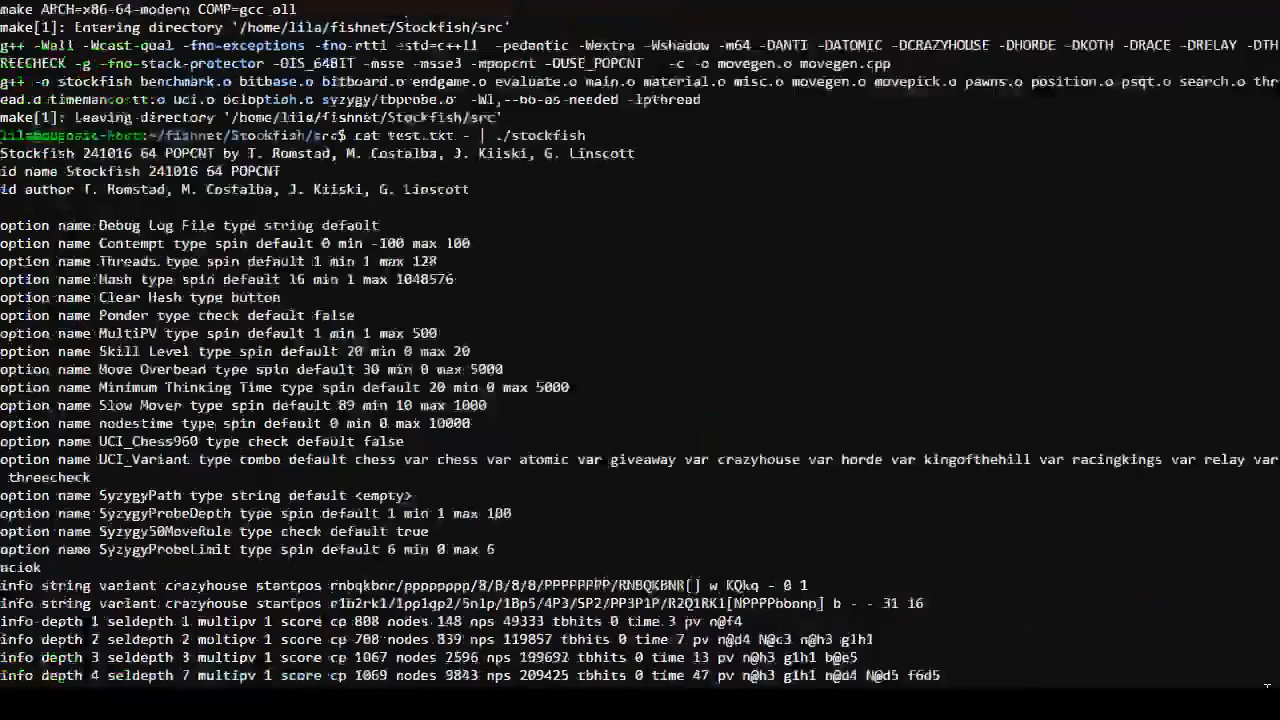 make ARCH=x86-64-modern COMP=gcc all
make[1]: Entering directory '/home/lila/fishnet/Stockfish/src'
g++ -Wall -Wcast-qual -fno-exceptions -fno-rtti -std=c++11 -pedantic -Wextra -Wshadow -m64 -DANTI -DATOMIC -DCRAZYHOUSE -DHORDE -DKOTH -DRACE -DRELAY -DTH
REECHECK -g -fno-stack-protector -DIS_64BIT -msse -msse3 -mpopcnt -DUSE_POPCNT -c -o movegen.o movegen.cpp
g++ -o stockfish benchmark.o bitbase.o bitboard.o endgame.o evaluate.o main.o material.o misc.o movegen.o movepick.o pawns.o position.o psqt.o search.o thr
ead.o timeman.o tt.o uci.o ucioption.o syzygy/tbprobe.o -Wl,--no-as-needed -lpthread
make[1]: Leaving directory '/home/lila/fishnet/Stockfish/src'
:~/fishnet/Stockfish/src$ cat test.txt - | ./stockfish
Stockfish 241016 64 POPCNT by T. Romstad, M. Costalba, J. Kiiski, G. Linscott
id name Stockfish 241016 64 POPCNT
id author T. Romstad, M. Costalba, J. Kiiski, G. Linscott
option name Debug Log File type string default
option name Contempt type spin default 0 min -100 max 100
option name Threads type spin default 1 min 1 max 128
option name Hash type spin default 16 min 1 max 1048576
option name Clear Hash type button
option name Ponder type check default false
option name MultiPV type spin default 1 min 1 max 500
option name Skill Level type spin default 20 min 0 max 20
option name Move Overhead type spin default 30 min 0 max 5000
option name Minimum Thinking Time type spin default 20 min 0 max 5000
option name Slow Mover type spin default 89 min 10 max 1000
option name nodestime type spin default 0 min 0 max 10000
option name UCI_Chess960 type check default false
option name UCI_Variant type combo default chess var chess var atomic var giveaway var crazyhouse var horde var kingofthehill var racingkings var relay var
threecheck
option name SyzygyPath type string default <empty>
option name SyzygyProbeDepth type spin default 1 min 1 max 100
option name Syzygy50MoveRule type check default true
option name SyzygyProbeLimit type spin default 6 min 0 max 6
uciok
info string variant crazyhouse startpos rnbqkbnr/pppppppp/8/8/8/8/PPPPPPPP/RNBQKBNR[] w KQkq - 0 1
info string variant crazyhouse startpos b - - 31 16
info depth 1 seldepth 1 multipv 1 score cp 808 nodes 148 nps 49333 tbhits 0 time 3 pv n@f4
info depth 2 seldepth 2 multipv 1 score cp 708 nodes 839 nps 119857 tbhits 0 time 7 pv n@d4 N@c3 n@h3 g1h1
info depth 3 seldepth 3 multipv 1 score cp 1067 nodes 2596 nps 199692 tbhits 0 time 13 pv n@h3 g1h1 b@e5
info depth 4 seldepth 7 multipv 1 score cp 1069 nodes 9843 nps 209425 tbhits 0 time 47 pv n@h3 g1h1 n@d4 N@d5 f6d5